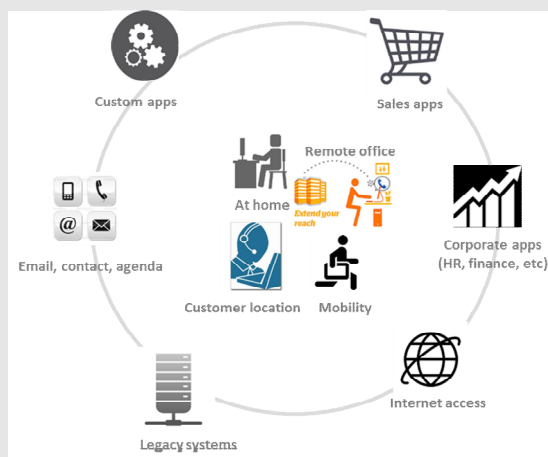 Custom apps
Sales apps
Remote office
At home
Extend your
reach
Email, contact, agenda
@
Corporate apps
(HR, finance, etc)
Customer location
Mobility
Internet access
Legacy systems